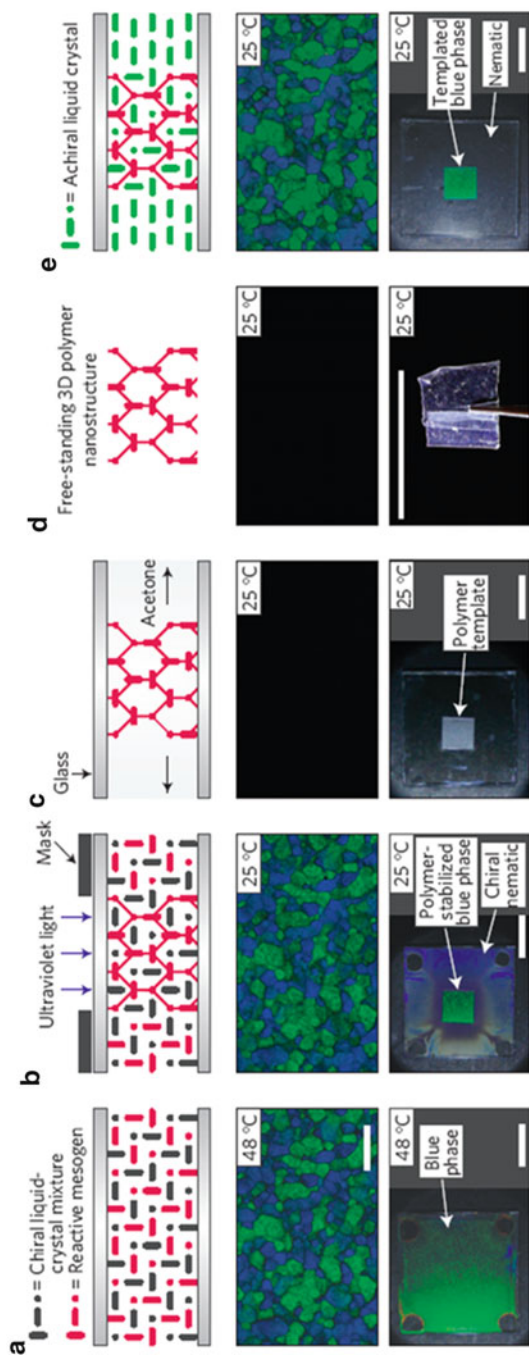 a
= Chiral liquid-
crystal mixture
= Reactive mesogen
48 °C
48 °C
Blue
phase
b
Mask
Ultraviolet light
25 °C
25 °C
Polymer-
stabilized
blue phase
Chiral
nematic
c
Glass
Acetone
25 °C
25 °C
Polymer
template
d
Free-standing 3D polymer
nanostructure
25 °C
25 °C
e
= Achiral liquid crystal
25 °C
25 °C
Templated
blue phase
Nematic